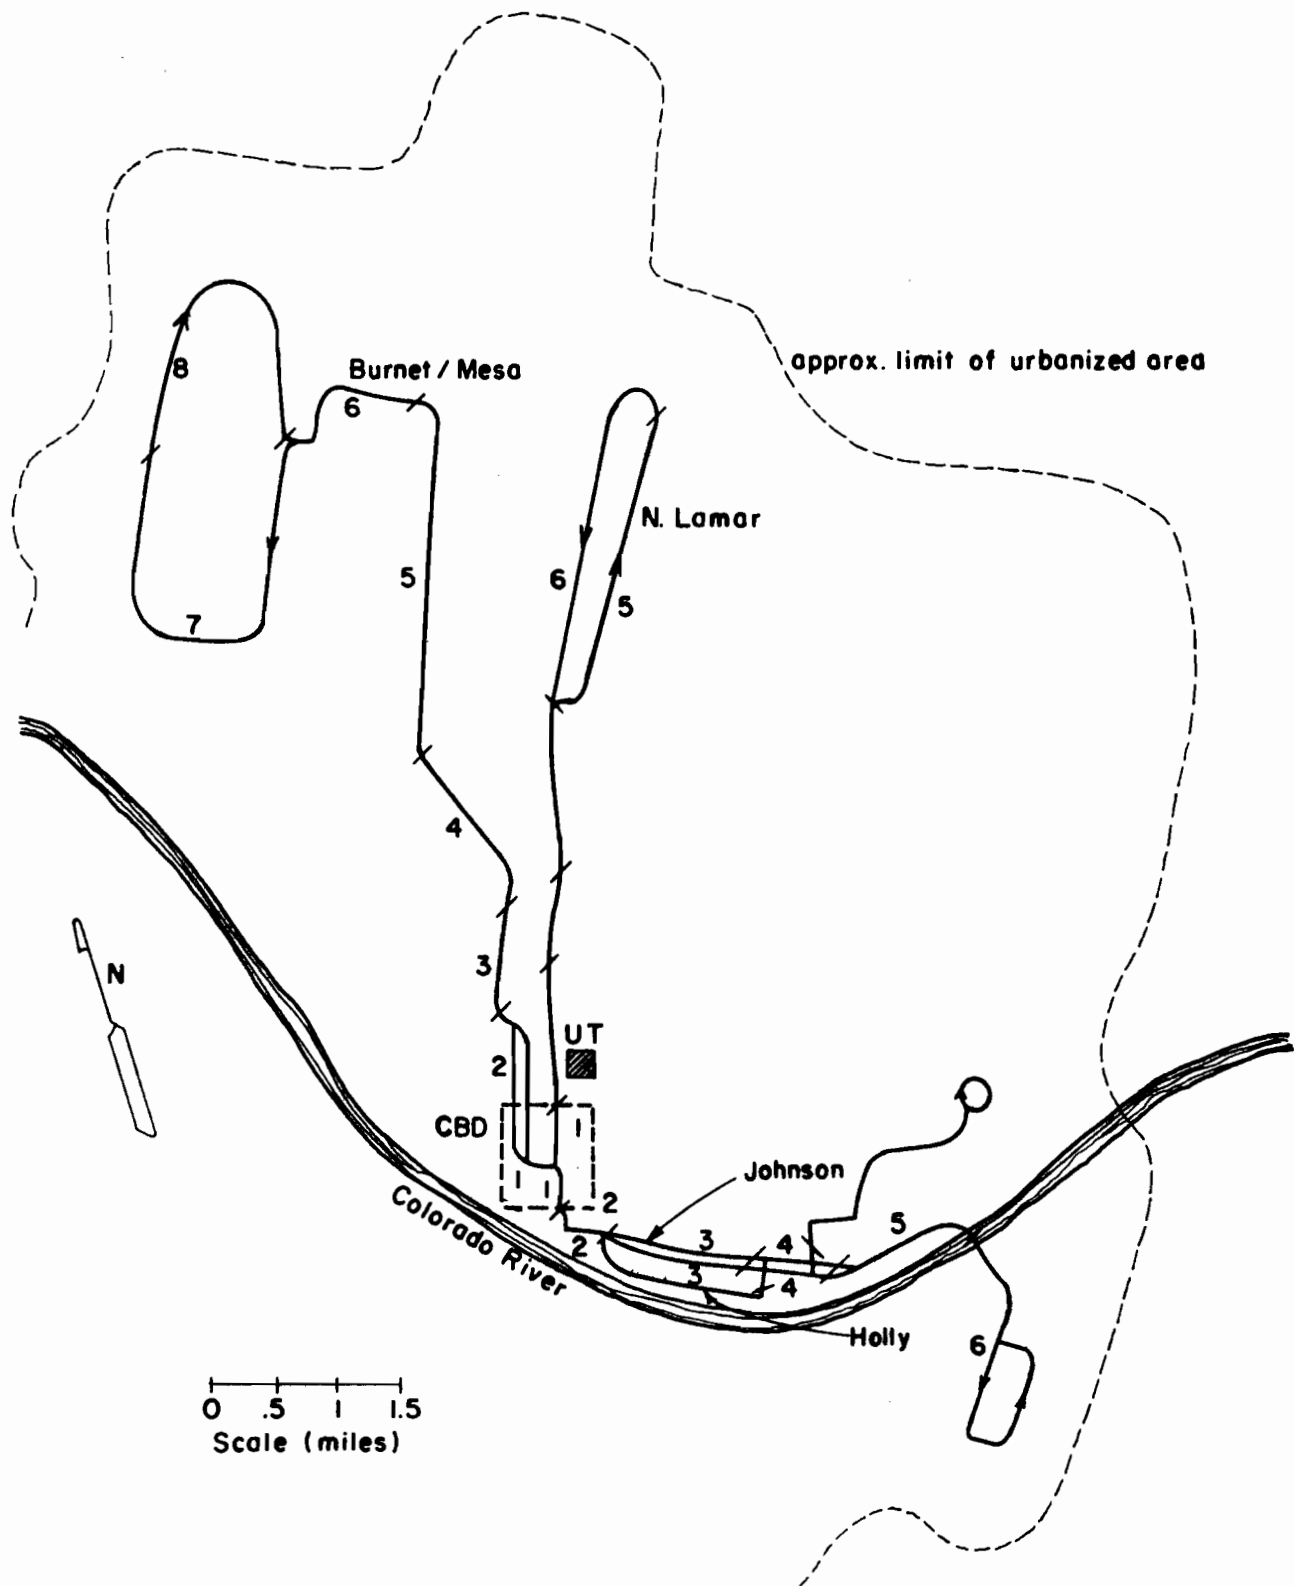 approx. limit of urbanized area
8
Burnet / Mesa
6
N. Lamar
5
6
5
7
4
N
3
UT
2
CBD
1
1
1
Johnson
Colorado River
2
2
3
4
5
3
4
Holly
6
0 .5 1 1.5
Scale (miles)